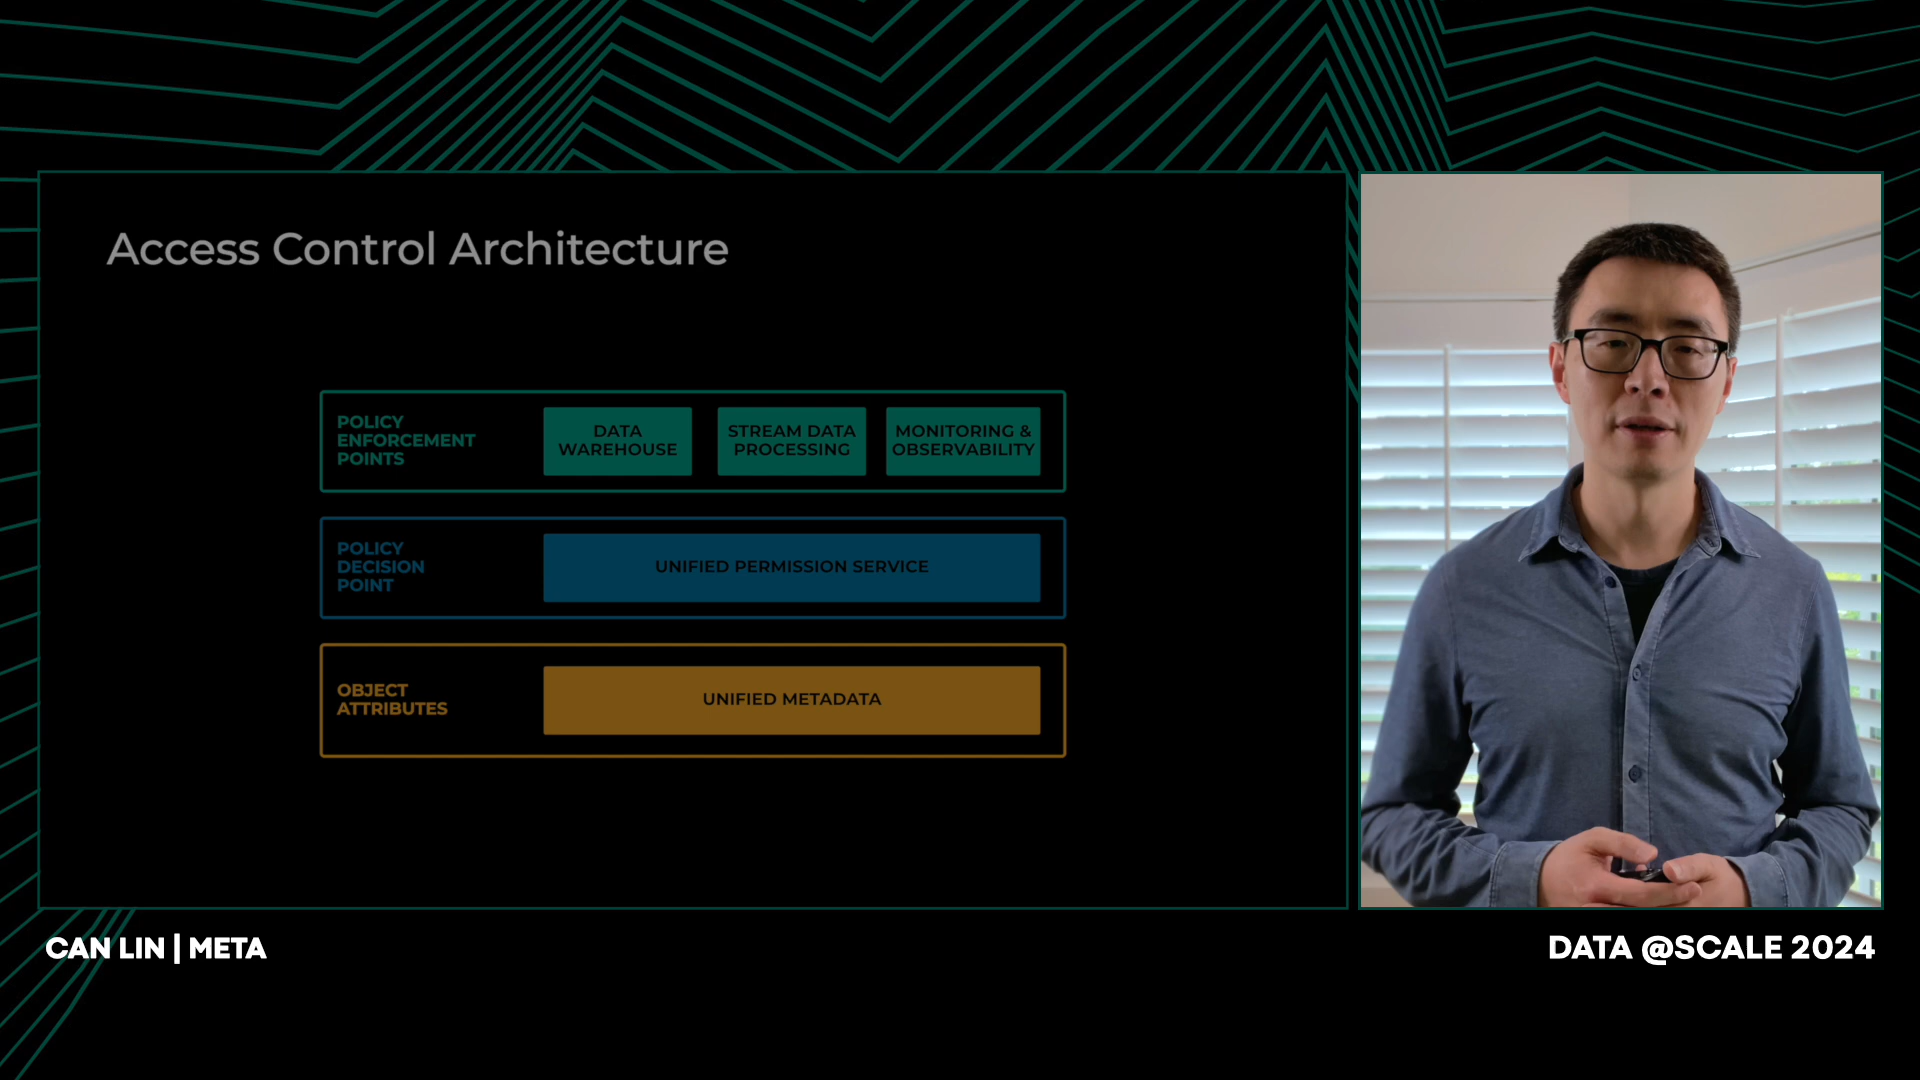 Access Control Architecture
POLICY
ENFORCEMENT
POINTS
DATA
WAREHOUSE
STREAM DATA
PROCESSING
MONITORING &
OBSERVABILITY
POLICY
DECISION
POINT
UNIFIED PERMISSION SERVICE
OBJECT
ATTRIBUTES
UNIFIED METADATA
CAN LIN | META
DATA @SCALE 2024